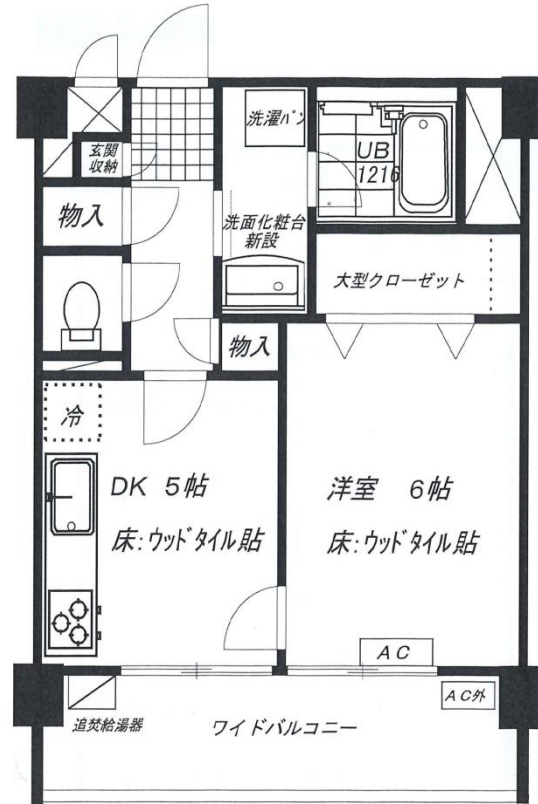 洗濯パン
玄関
収納
UB
1216
物入
洗面化粧台
新設
大型クローゼット
物入
冷
DK 5帖
床:ウッドタイル貼
洋室 6帖
床:ウッドタイル貼
AC
AC外
追焚給湯器
ワイドバルコニー